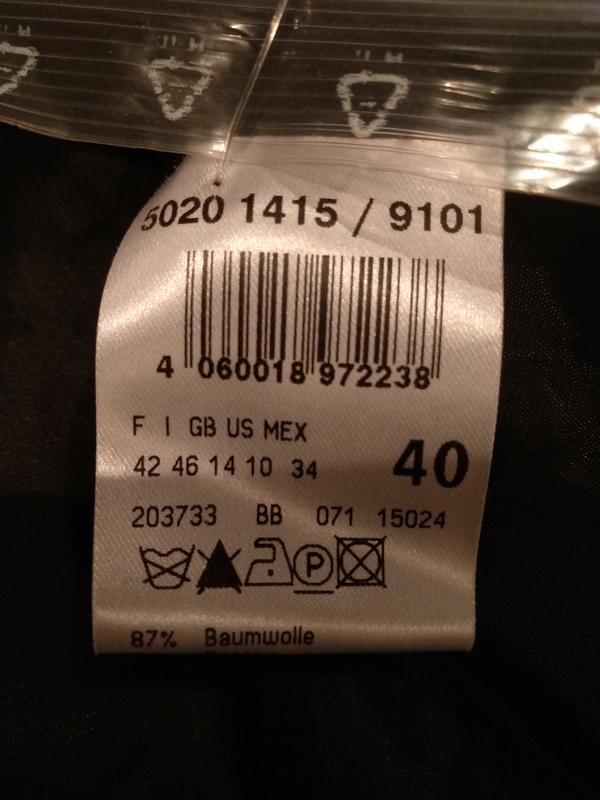 5020 1415 / 9101
4 060018 972238
F I GB US MEX
42 46 14 10 34
40
203733 BB 071 15024
P
87% Baumwolle